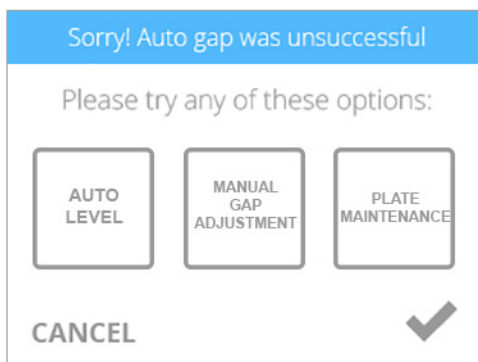 Sorry! Auto gap was unsuccessful
Please try any of these options:
AUTO
LEVEL
MANUAL
GAP
ADJUSTMENT
PLATE
MAINTENANCE
CANCEL